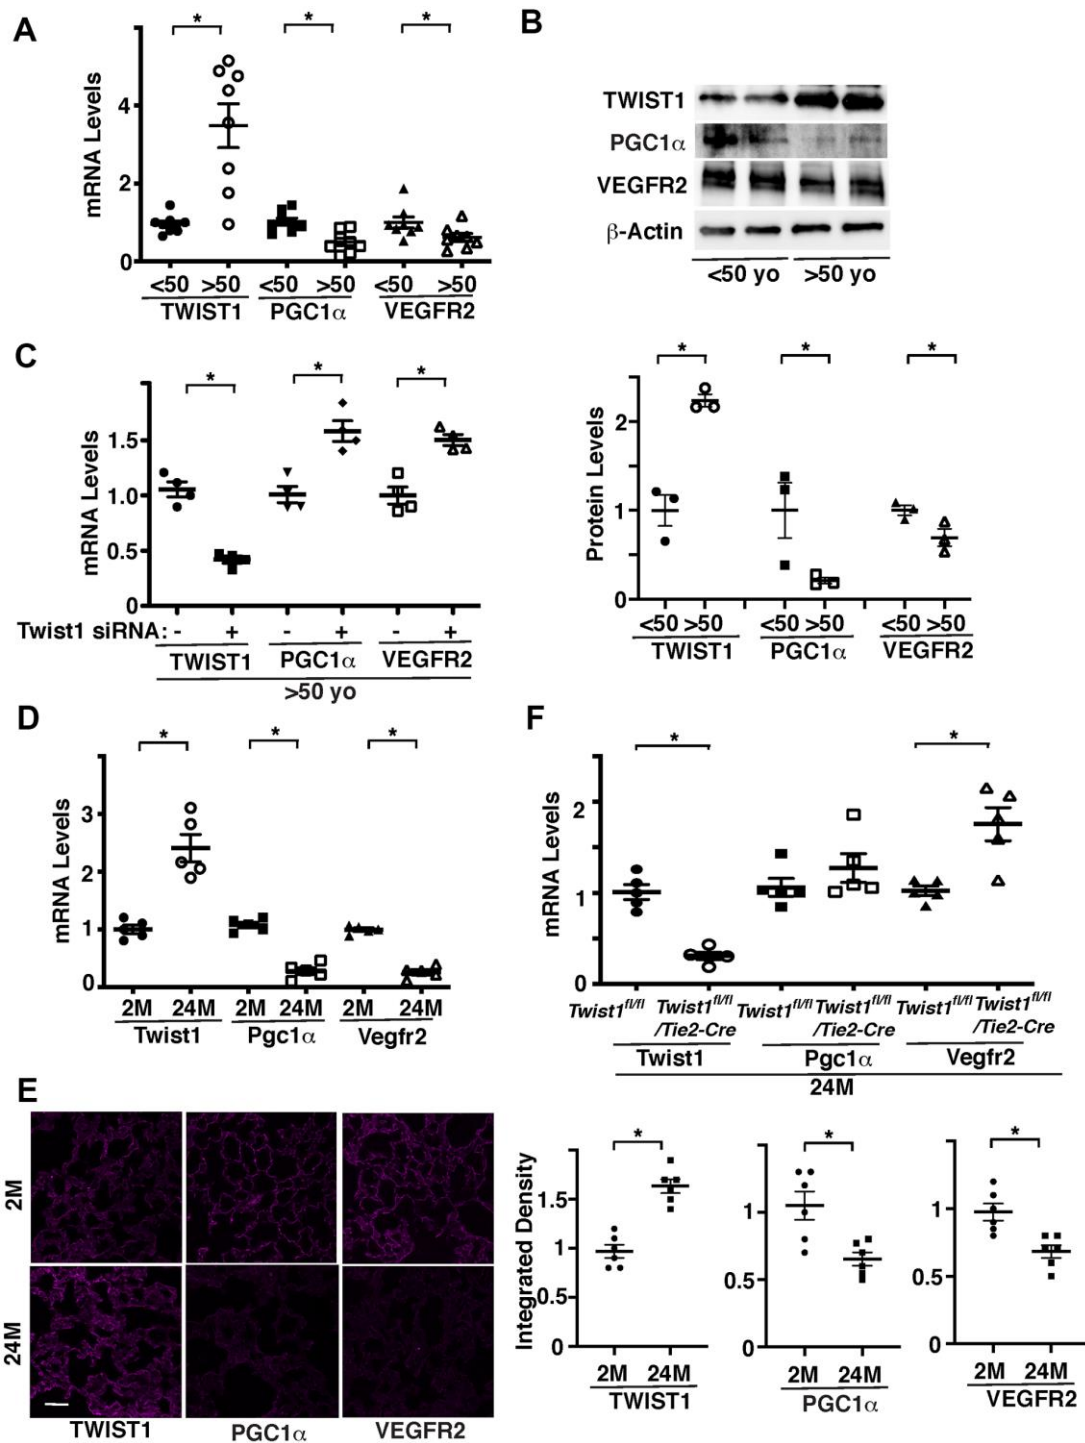 A
mRNA Levels
4
2
0
* * *
<50 >50 <50 >50 <50 >50
TWIST1 PGC1α VEGFR2
B
TWIST1
PGC1α
VEGFR2
β-Actin
<50 yo >50 yo
Protein Levels
2
1
0
* * *
<50 >50 <50 >50 <50 >50
TWIST1 PGC1α VEGFR2
C
mRNA Levels
1.5
1.0
0.5
0
* * *
Twist1 siRNA: - + - + - +
TWIST1 PGC1α VEGFR2
>50 yo
D
mRNA Levels
3
2
1
0
* * *
2M 24M 2M 24M 2M 24M
Twist1 Pgc1α Vegfr2
F
mRNA Levels
2
1
0
* *
Twist1fl/fl Twist1fl/fl Twist1fl/fl Twist1fl/fl Twist1fl/fl Twist1fl/fl
/Tie2-Cre /Tie2-Cre /Tie2-Cre
Twist1 Pgc1α Vegfr2
24M
E
2M
24M
TWIST1 PGC1α VEGFR2
Integrated Density
1.5
1
0.5
0
*
2M 24M
TWIST1
1
0.5
0
*
2M 24M
PGC1α
1
0.5
0
*
2M 24M
VEGFR2